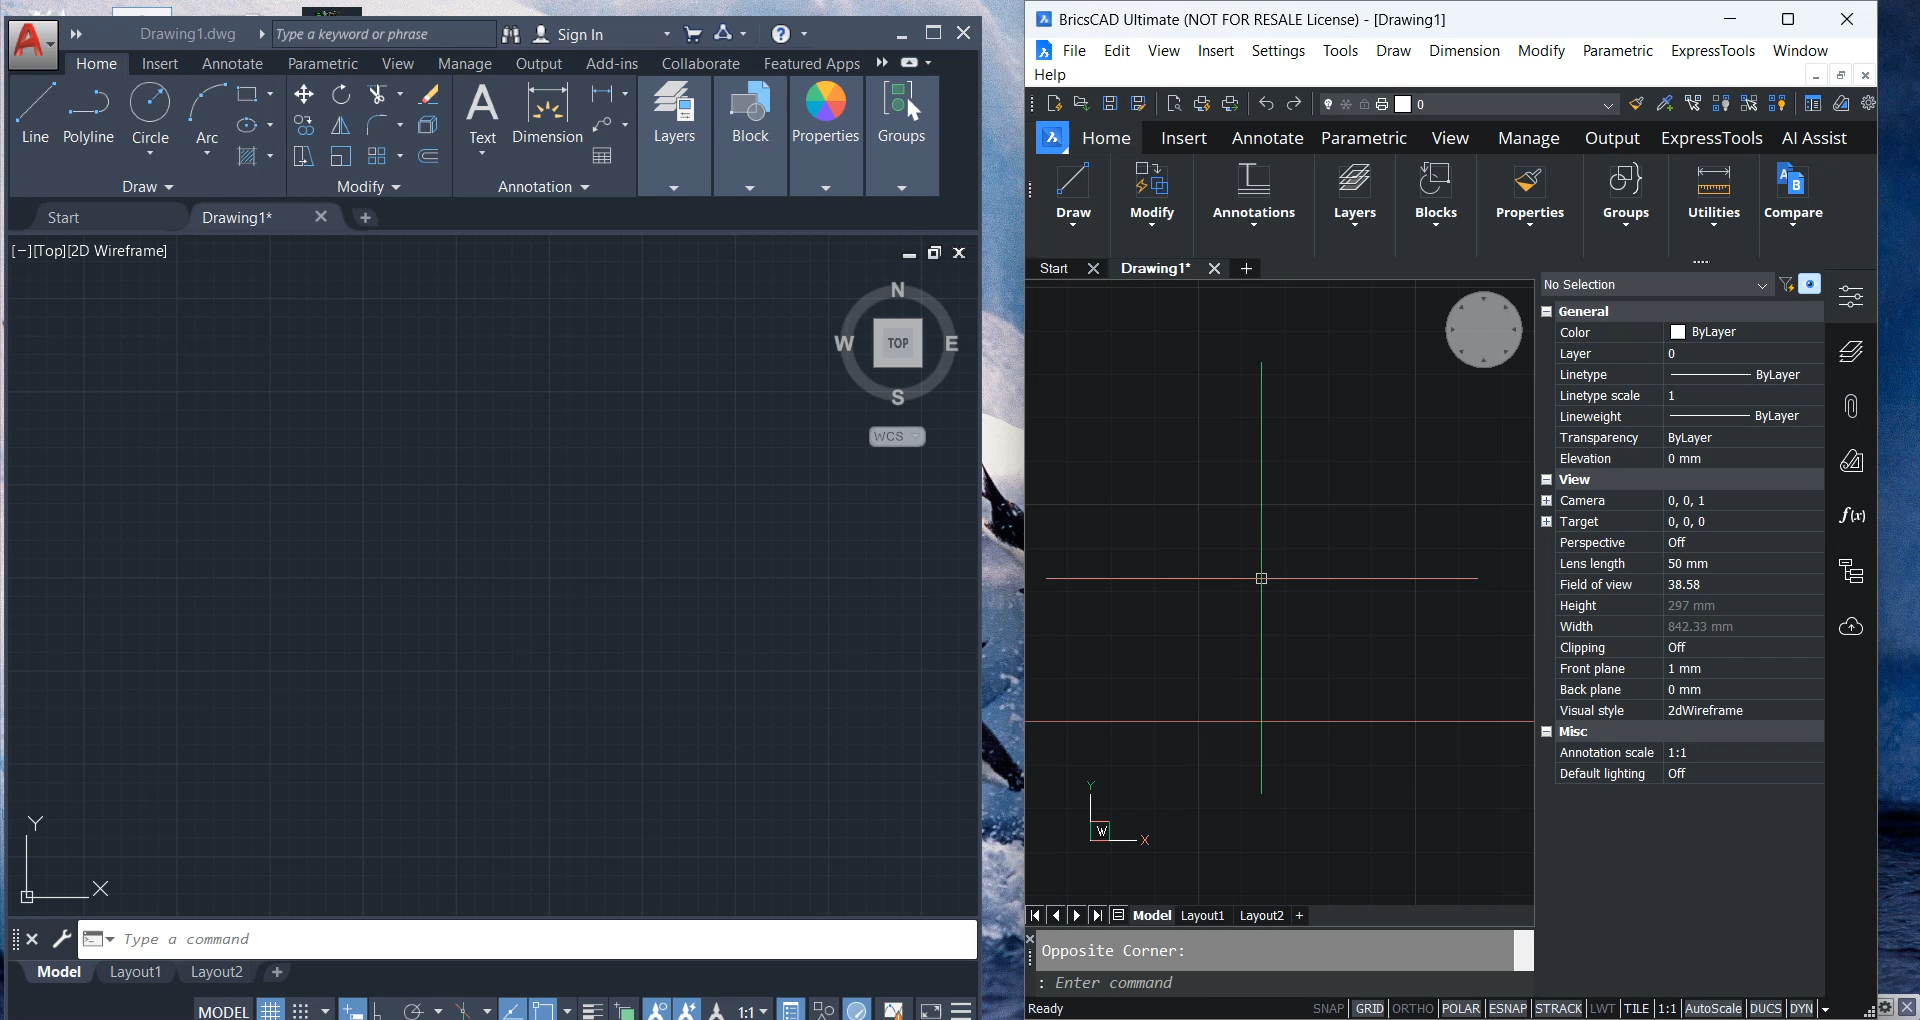 Drawing1.dwg
Type a keyword or phrase
Sign In
Home Insert Annotate Parametric View Manage Output Add-ins Collaborate Featured Apps
Line Polyline Circle Arc
Text Dimension
Layers Block Properties Groups
Draw Modify Annotation
Start Drawing1*
[−][Top][2D Wireframe]
N
W TOP E
S
WCS
Y
X
Type a command
Model Layout1 Layout2
MODEL 1:1
BricsCAD Ultimate (NOT FOR RESALE License) - [Drawing1]
File Edit View Insert Settings Tools Draw Dimension Modify Parametric ExpressTools Window
Help
0
Home Insert Annotate Parametric View Manage Output ExpressTools AI Assist
Draw Modify Annotations Layers Blocks Properties Groups Utilities Compare
A
B
Start Drawing1*
No Selection
General
Color ByLayer
Layer 0
Linetype ByLayer
Linetype scale 1
Lineweight ByLayer
Transparency ByLayer
Elevation 0 mm
View
Camera 0, 0, 1
Target 0, 0, 0
Perspective Off
Lens length 50 mm
Field of view 38.58
Height 297 mm
Width 842.33 mm
Clipping Off
Front plane 1 mm
Back plane 0 mm
Visual style 2dWireframe
Misc
Annotation scale 1:1
Default lighting Off
f(x)
Y
W X
Model Layout1 Layout2
Opposite Corner:
: Enter command
Ready SNAP GRID ORTHO POLAR ESNAP STRACK LWT TILE 1:1 AutoScale DUCS DYN